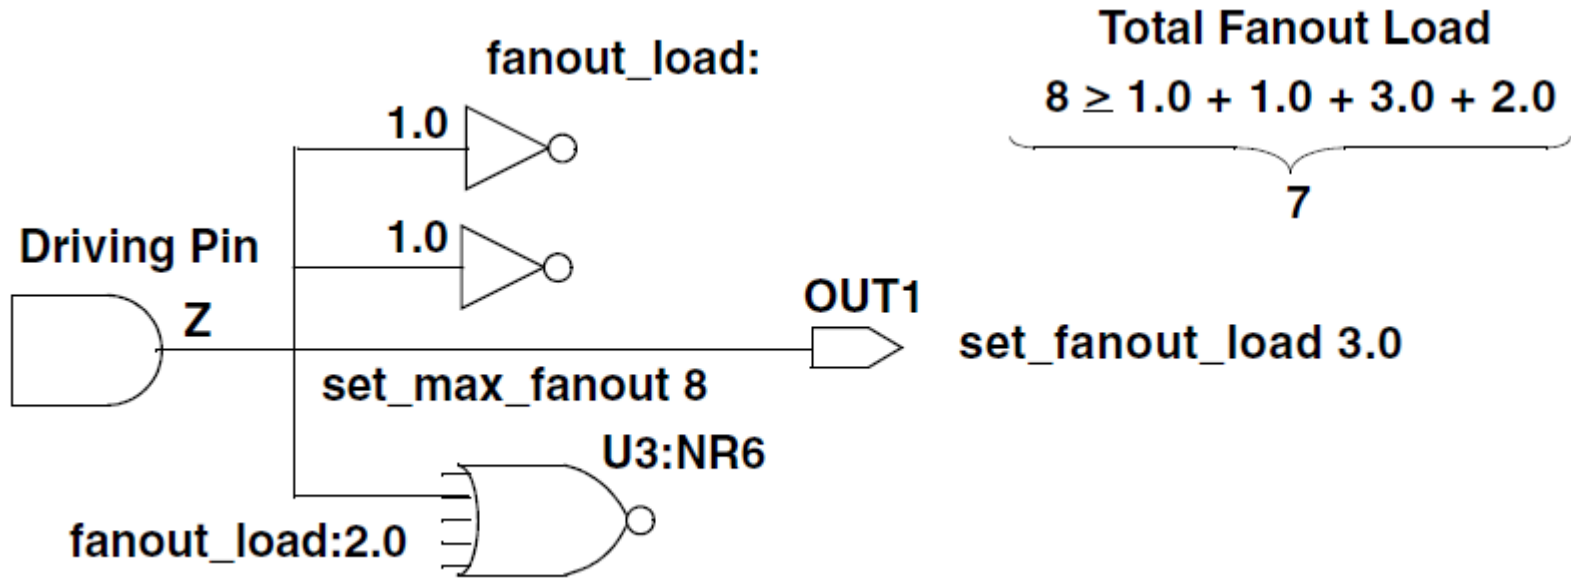 Total Fanout Load
fanout_load:
8 ≥ 1.0 + 1.0 + 3.0 + 2.0
1.0
7
1.0
Driving Pin
OUT1
Z
set_fanout_load 3.0
set_max_fanout 8
U3:NR6
fanout_load:2.0